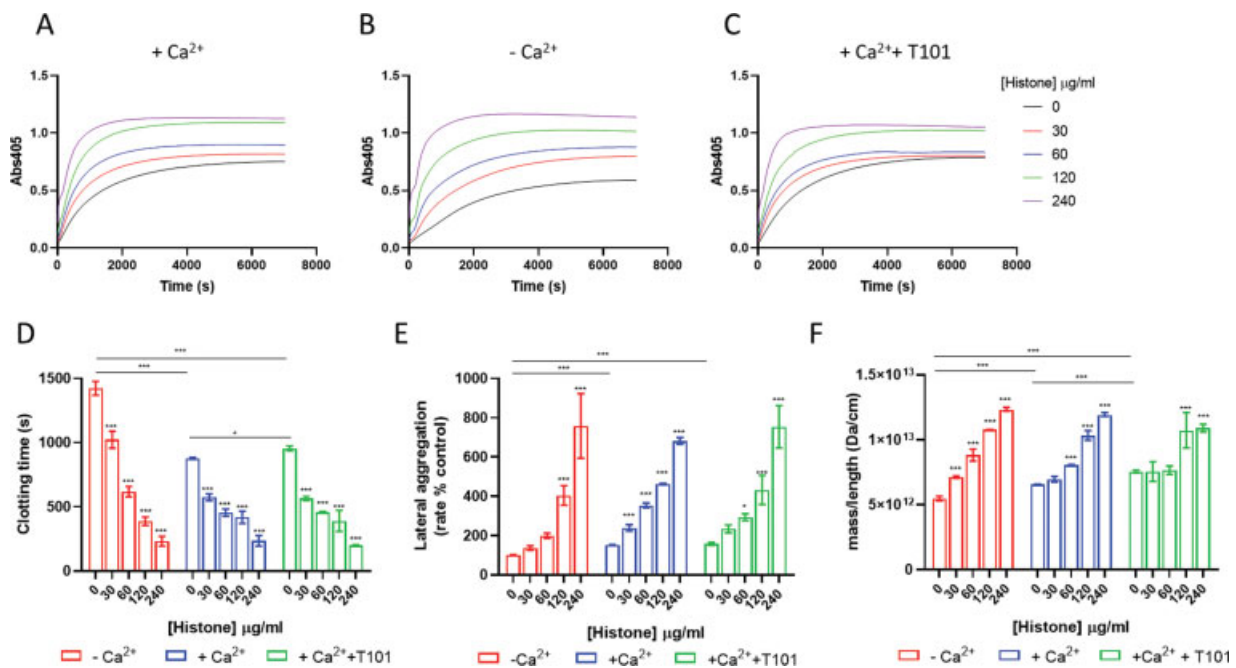 A
+ Ca²⁺
1.5
1.0
0.5
0.0
Abs405
0
2000
4000
6000
8000
Time (s)
B
- Ca²⁺
1.5
1.0
0.5
0.0
Abs405
0
2000
4000
6000
8000
Time (s)
C
+ Ca²⁺+ T101
1.5
1.0
0.5
0.0
Abs405
0
2000
4000
6000
8000
Time (s)
[Histone] µg/ml
0
30
60
120
240
D
***
***
*
1500
1000
500
0
Clotting time (s)
*** *** *** ***
*** *** *** ***
*** *** *** ***
0 30 60 120 240
0 30 60 120 240
0 30 60 120 240
[Histone] µg/ml
- Ca²⁺
+ Ca²⁺
+ Ca²⁺+T101
E
***
***
1000
800
600
400
200
0
Lateral aggregation
(rate % control)
*** ***
*** *** *** ***
* *** ***
0 30 60 120 240
0 30 60 120 240
0 30 60 120 240
[Histone] µg/ml
-Ca²⁺
+Ca²⁺
+Ca²⁺+T101
F
***
***
***
1.5×10¹³
1×10¹³
5×10¹²
0
mass/length (Da/cm)
*** *** *** ***
*** *** ***
*** ***
0 30 60 120 240
0 30 60 120 240
0 30 60 120 240
[Histone] µg/ml
- Ca²⁺
+ Ca²⁺
+Ca²⁺ + T101